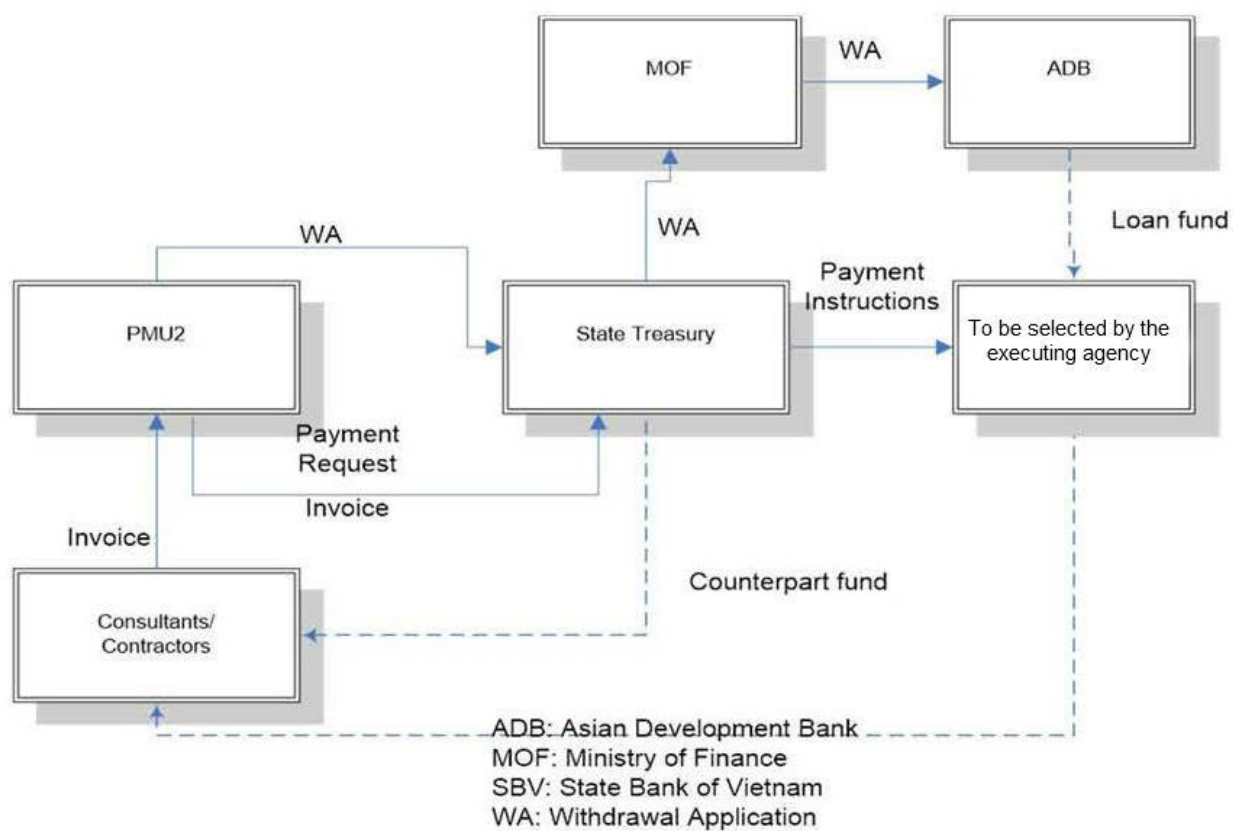 WA
MOF
ADB
WA
Loan fund
WA
Payment
Instructions
PMU2
State Treasury
To be selected by the
executing agency
Payment
Request
Invoice
Invoice
Counterpart fund
Consultants/
Contractors
ADB: Asian Development Bank
MOF: Ministry of Finance
SBV: State Bank of Vietnam
WA: Withdrawal Application